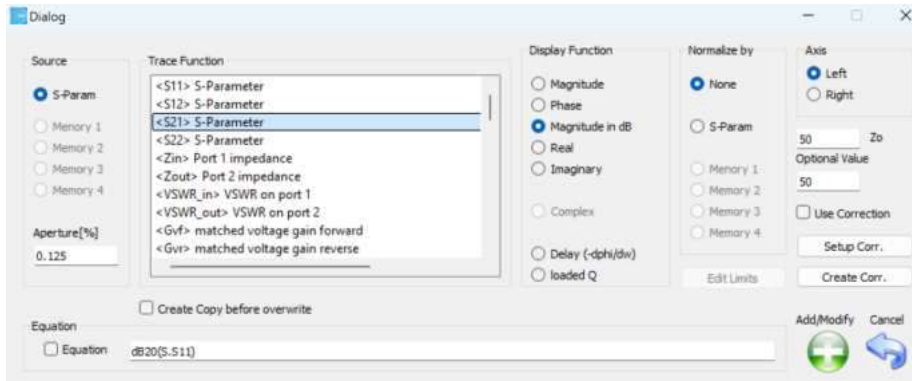 Dialog
Source
S-Param
Menory 1
Memory 2
Memory 3
Memory 4
Aperture[%]
0.125
Trace Function
<S11> S-Parameter
<S12> S-Parameter
<S21> S-Parameter
<S22> S-Parameter
<Zin> Port 1 impedance
<Zout> Port 2 impedance
<VSWR_in> VSWR on port 1
<VSWR_out> VSWR on port 2
<Gvf> matched voltage gain forward
<Gvr> matched voltage gain reverse
Display Function
Magnitude
Phase
Magnitude in dB
Real
Imaginary
Complex
Delay (-dphi/dw)
loaded Q
Normalize by
None
S-Param
Menory 1
Memory 2
Memory 3
Memory 4
Edit Limits
Axis
Left
Right
50 Zo
Optional Value
50
Use Correction
Setup Corr.
Create Corr.
Create Copy before overwrite
Equation
Equation dB20(S.S11)
Add/Modify Cancel